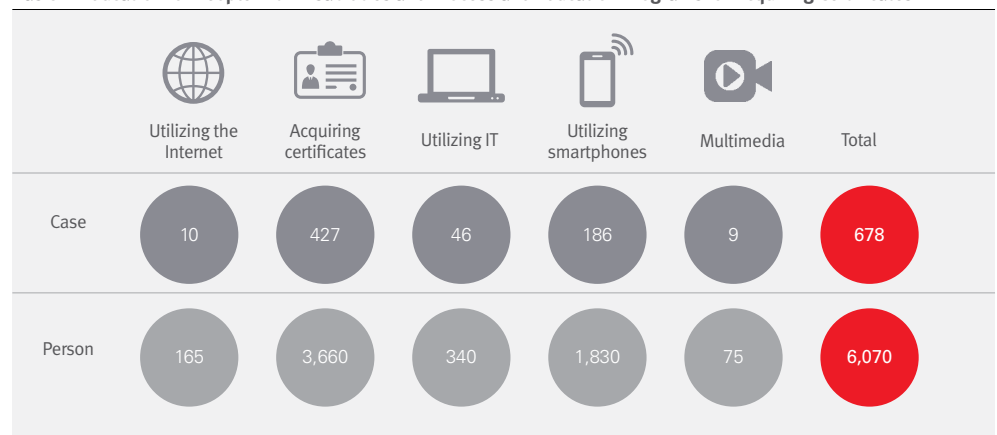 Utilizing the
Internet
Acquiring
certificates
Utilizing IT
Utilizing
smartphones
Multimedia
Total
Case
10
427
46
186
9
678
Person
165
3,660
340
1,830
75
6,070